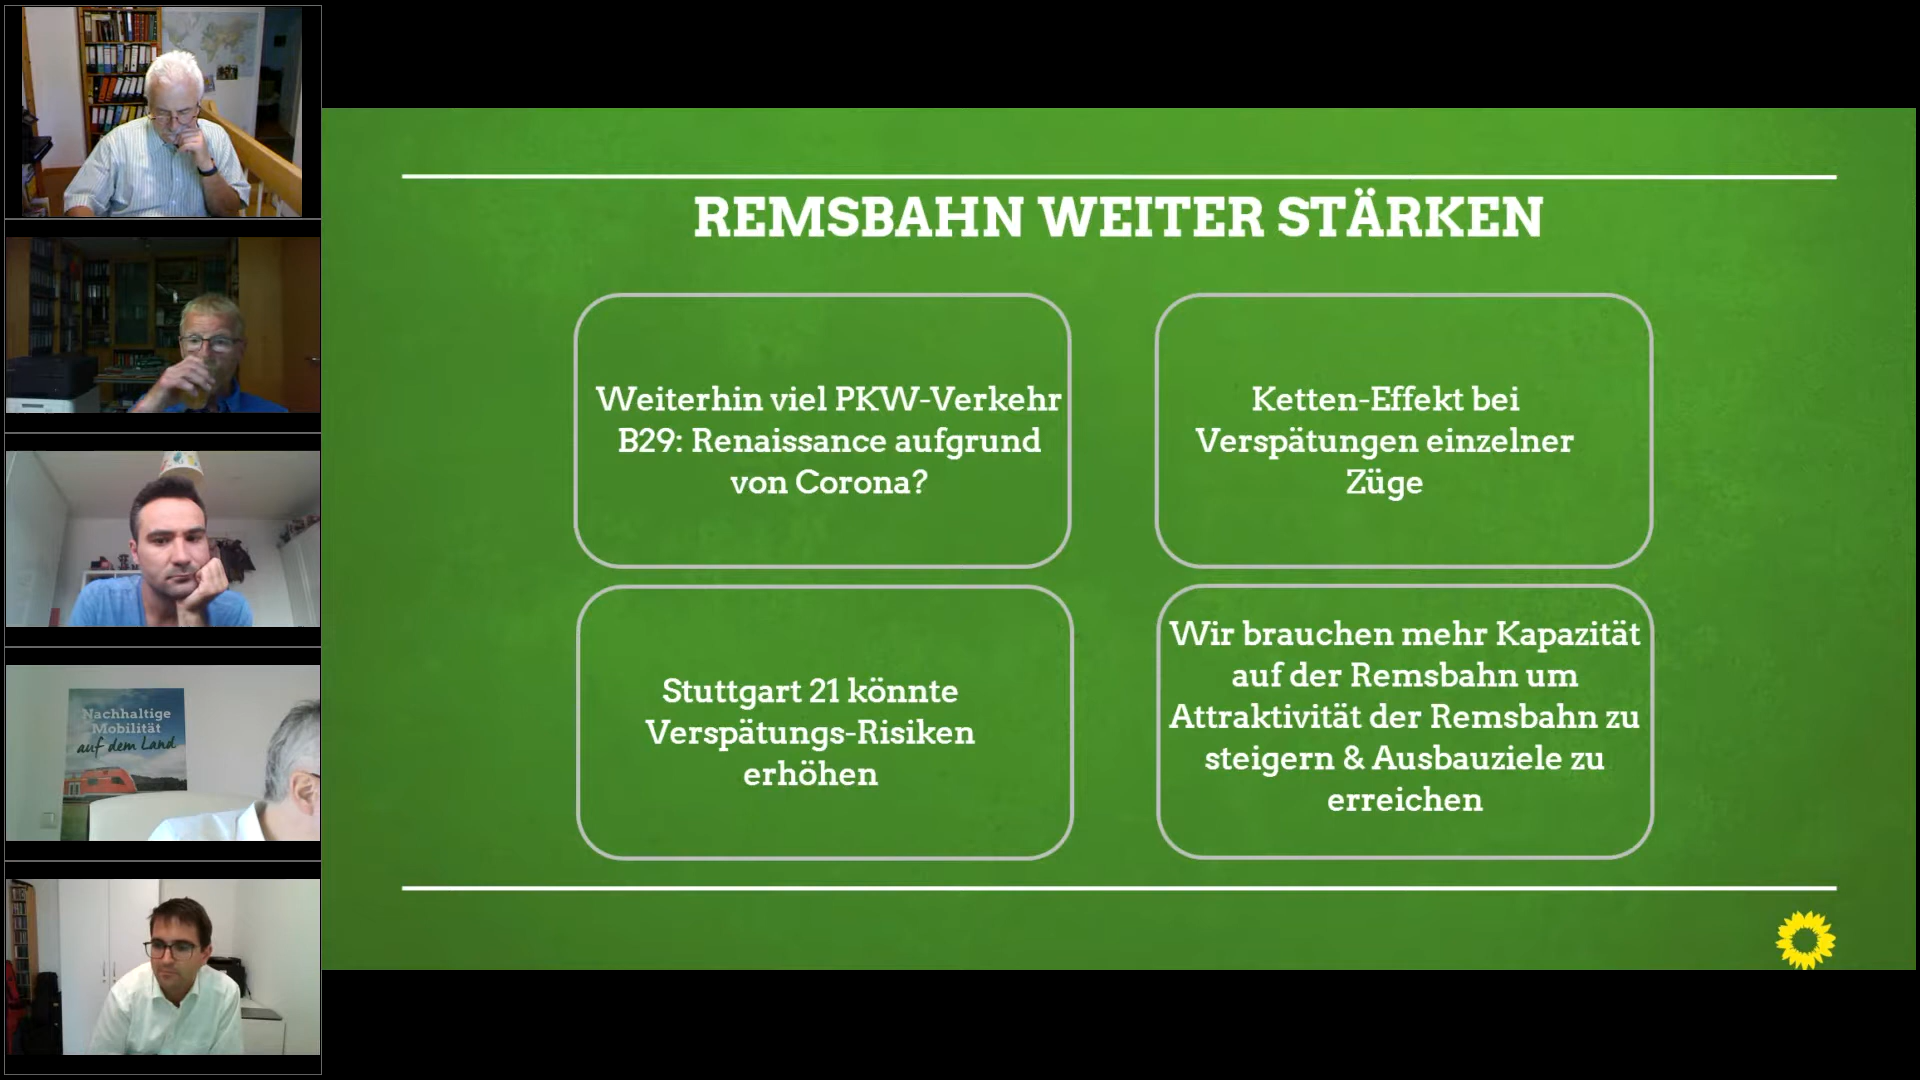 REMSBAHN WEITER STÄRKEN
Weiterhin viel PKW-Verkehr
B29: Renaissance aufgrund
von Corona?
Ketten-Effekt bei
Verspätungen einzelner
Züge
Stuttgart 21 könnte
Verspätungs-Risiken
erhöhen
Wir brauchen mehr Kapazität
auf der Remsbahn um
Attraktivität der Remsbahn zu
steigern & Ausbauziele zu
erreichen
Nachhaltige
Mobilität
auf dem Land